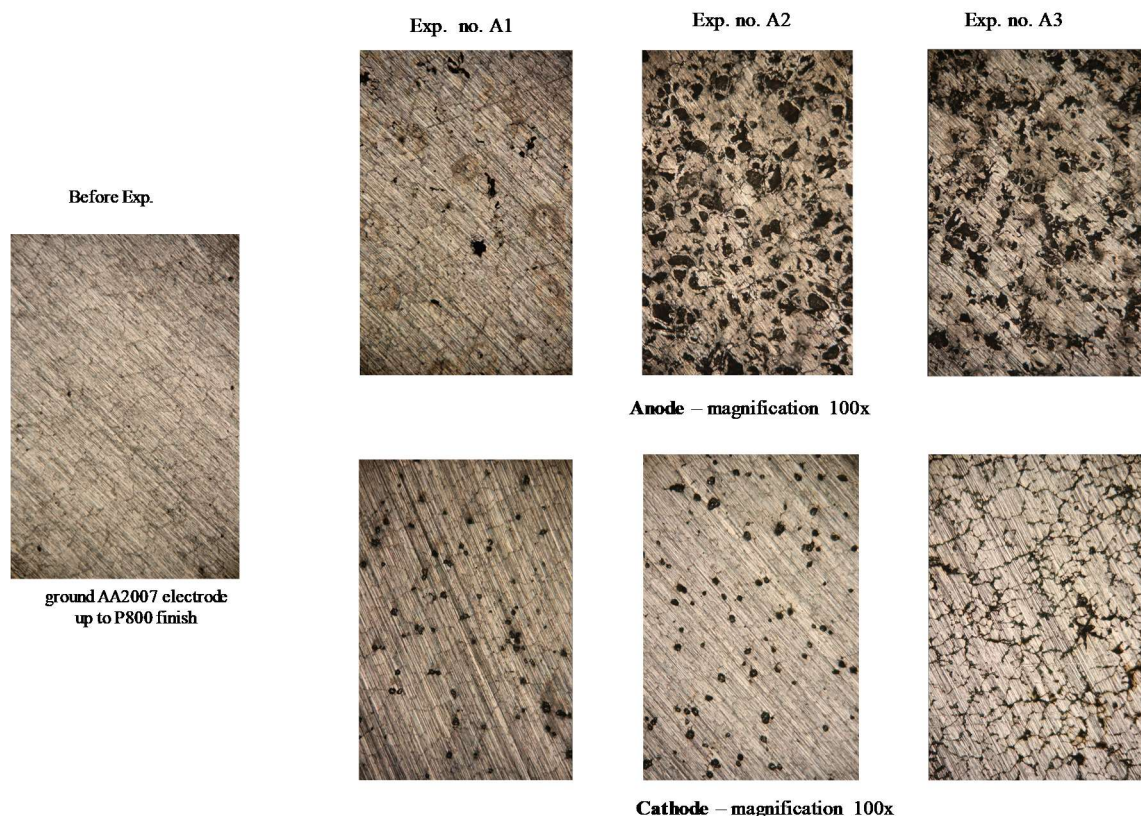 Exp. no. A1
Exp. no. A2
Exp. no. A3
Before Exp.
Anode – magnification 100x
ground AA2007 electrode
up to P800 finish
Cathode – magnification 100x